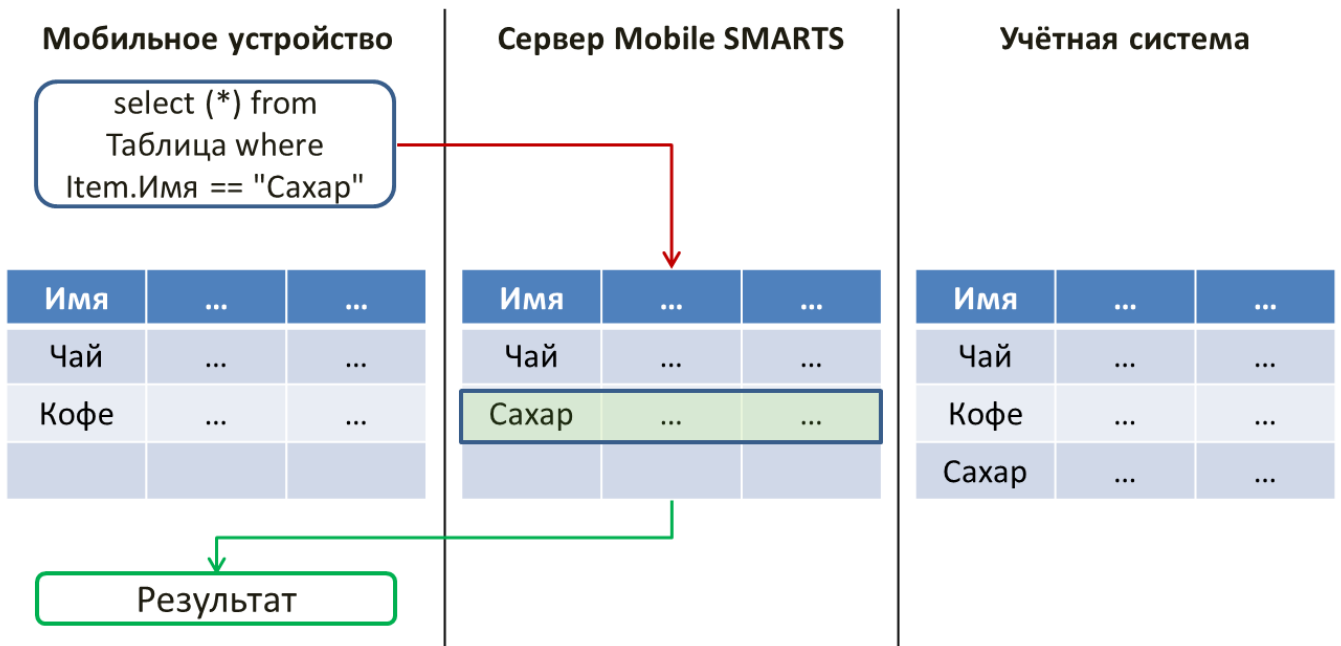 Мобильное устройство
Сервер Mobile SMARTS
Учётная система
select (*) from
Таблица where
Item.Имя == "Сахар"
Имя ... ...
Чай ... ...
Кофе ... ...
Имя ... ...
Чай ... ...
Сахар ... ...
Имя ... ...
Чай ... ...
Кофе ... ...
Сахар ... ...
Результат